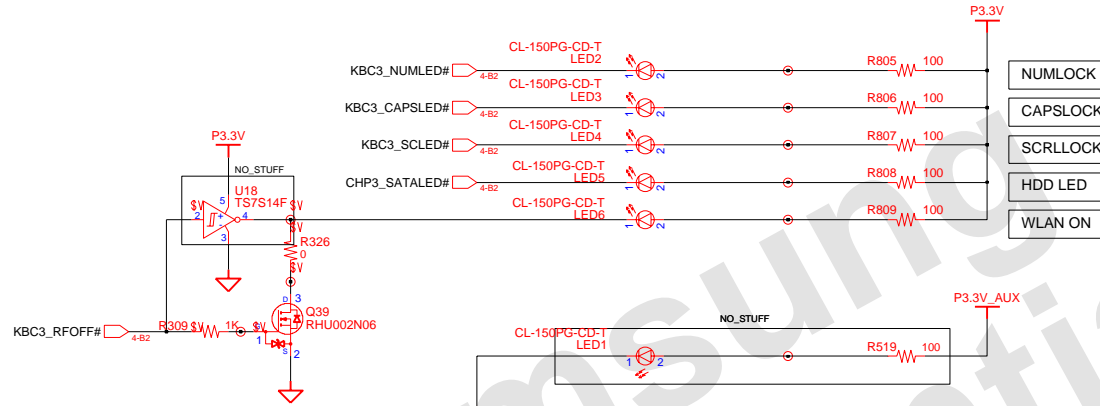 P3.3V
CL-150PG-CD-T
LED2
KBC3_NUMLED#
4-B2
1
2
R805
100
NUMLOCK
CL-150PG-CD-T
LED3
KBC3_CAPSLED#
4-B2
1
2
R806
100
CAPSLOCK
CL-150PG-CD-T
LED4
KBC3_SCLED#
4-B2
1
2
R807
100
SCRLLOCK
CL-150PG-CD-T
LED5
CHP3_SATALED#
4-B2
1
2
R808
100
HDD LED
CL-150PG-CD-T
LED6
1
2
R809
100
WLAN ON
P3.3V
NO_STUFF
U18
TS7S14F
5
$V
2
+
-
4
3
$V
$V
R326
0
$V
D
3
Q39
RHU002N06
KBC3_RFOFF#
4-B2
R309
$V
1K
$V
G
1
S
2
P3.3V_AUX
NO_STUFF
CL-150PG-CD-T
LED1
1
2
R519
100